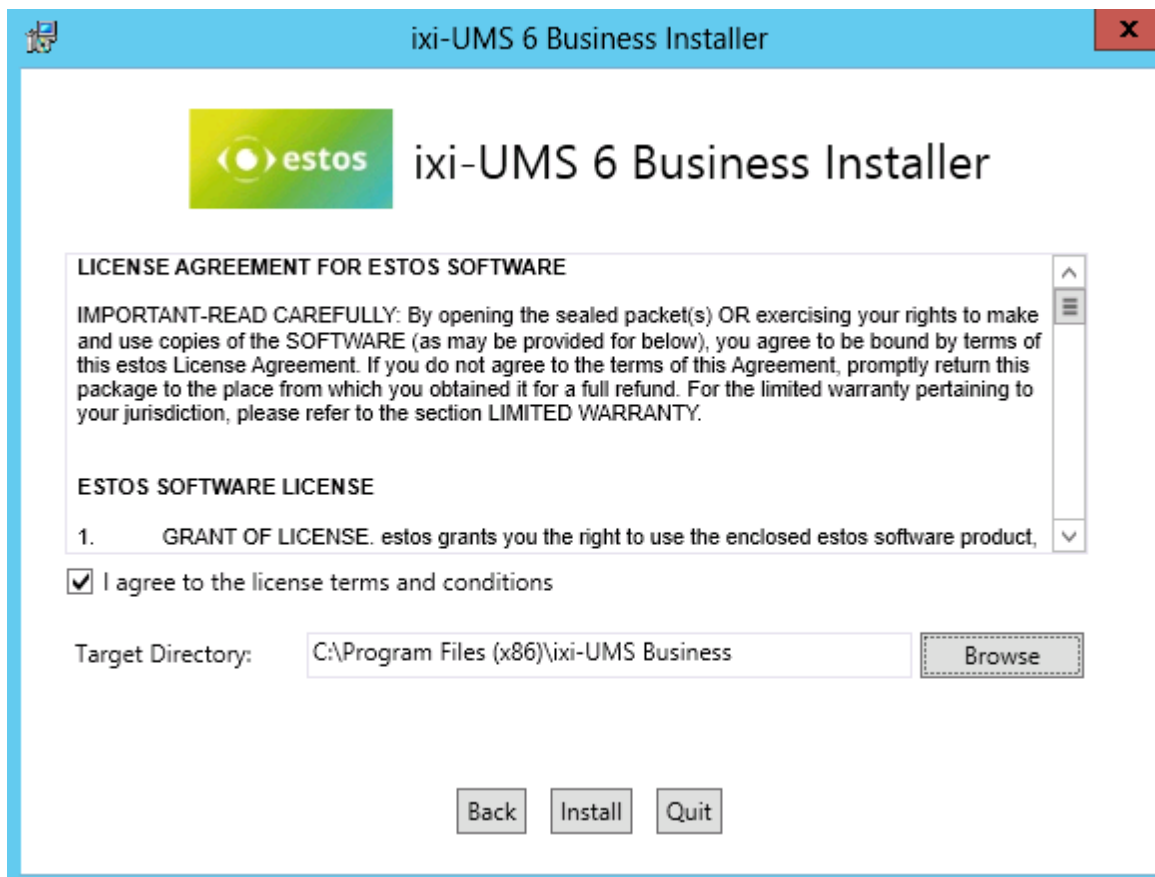 ixi-UMS 6 Business Installer
x
estos
ixi-UMS 6 Business Installer
LICENSE AGREEMENT FOR ESTOS SOFTWARE
IMPORTANT-READ CAREFULLY: By opening the sealed packet(s) OR exercising your rights to make
and use copies of the SOFTWARE (as may be provided for below), you agree to be bound by terms of
this estos License Agreement. If you do not agree to the terms of this Agreement, promptly return this
package to the place from which you obtained it for a full refund. For the limited warranty pertaining to
your jurisdiction, please refer to the section LIMITED WARRANTY.
ESTOS SOFTWARE LICENSE
1. GRANT OF LICENSE. estos grants you the right to use the enclosed estos software product,
I agree to the license terms and conditions
Target Directory: C:\Program Files (x86)\ixi-UMS Business Browse
Back Install Quit